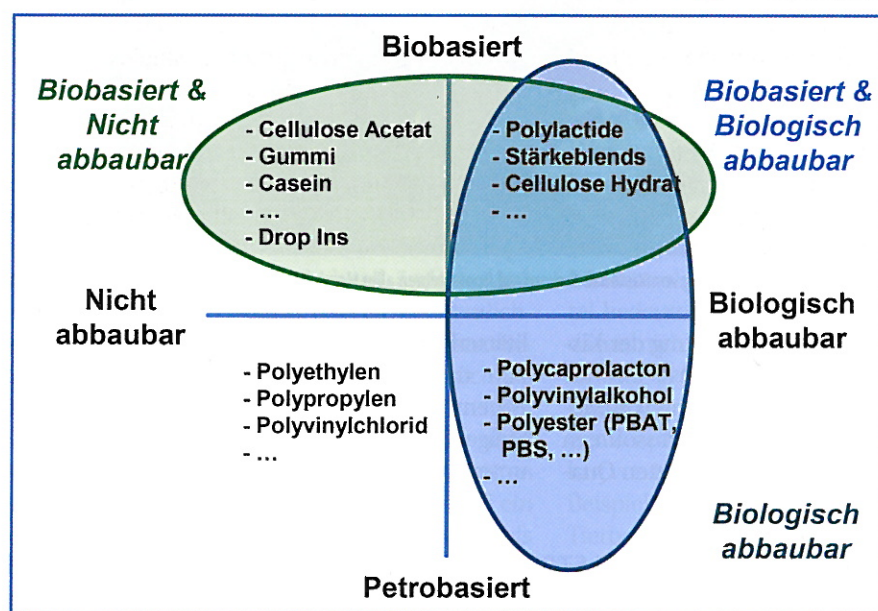 Biobasiert
Biobasiert &
Nicht
abbaubar
- Cellulose Acetat
- Gummi
- Casein
- ...
- Drop Ins
- Polylactide
- Stärkeblends
- Cellulose Hydrat
- ...
Biobasiert &
Biologisch
abbaubar
Nicht
abbaubar
Biologisch
abbaubar
- Polyethylen
- Polypropylen
- Polyvinylchlorid
- ...
- Polycaprolacton
- Polyvinylalkohol
- Polyester (PBAT,
PBS, ...)
- ...
Biologisch
abbaubar
Petrobasiert